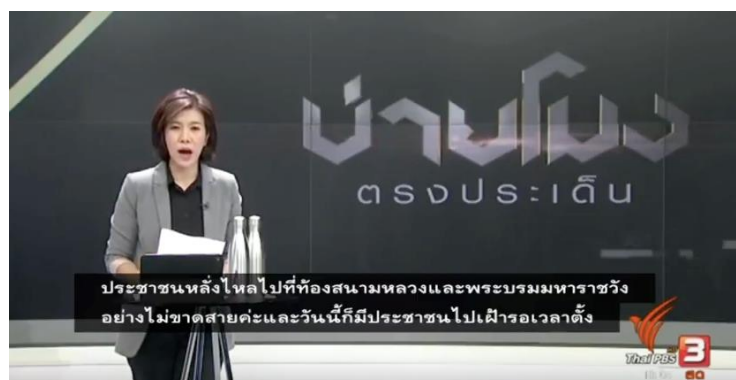 บ่ายโมง
ตรงประเด็น
ประชาชนหลั่งไหลไปที่ท้องสนามหลวงและพระบรมมหาราชวัง
อย่างไม่ขาดสายค่ะและวันนี้ก็มีประชาชนไปเฝ้ารอเวลาตั้ง
Thai PBS 3
สด